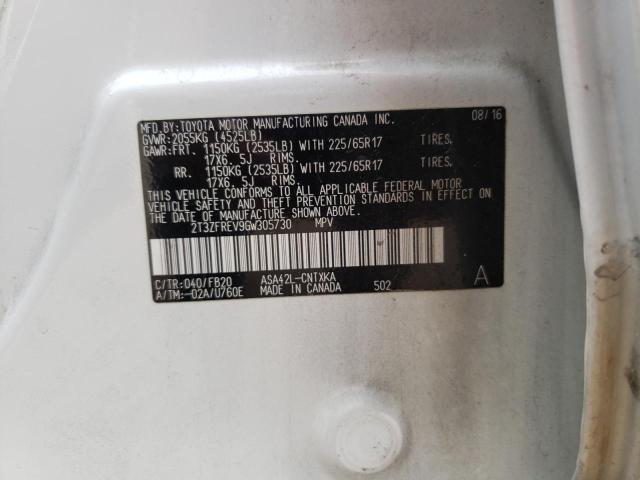 MFD.BY:TOYOTA MOTOR MANUFACTURING CANADA INC. 08/16
GVWR:2055KG (4525LB)
GAWR:FRT. 1150KG (2535LB) WITH 225/65R17 TIRES.
17X6. 5J RIMS.
RR. 1150KG (2535LB) WITH 225/65R17 TIRES.
17X6. 5J RIMS.
THIS VEHICLE CONFORMS TO ALL APPLICABLE FEDERAL MOTOR
VEHICLE SAFETY AND THEFT PREVENTION STANDARDS IN EFFECT ON
THE DATE OF MANUFACTURE SHOWN ABOVE.
2T3ZFREV9GW305730 MPV
C/TR:040/FB20 ASA42L-CNTXKA
A/TM:-02A/U760E MADE IN CANADA 502 A